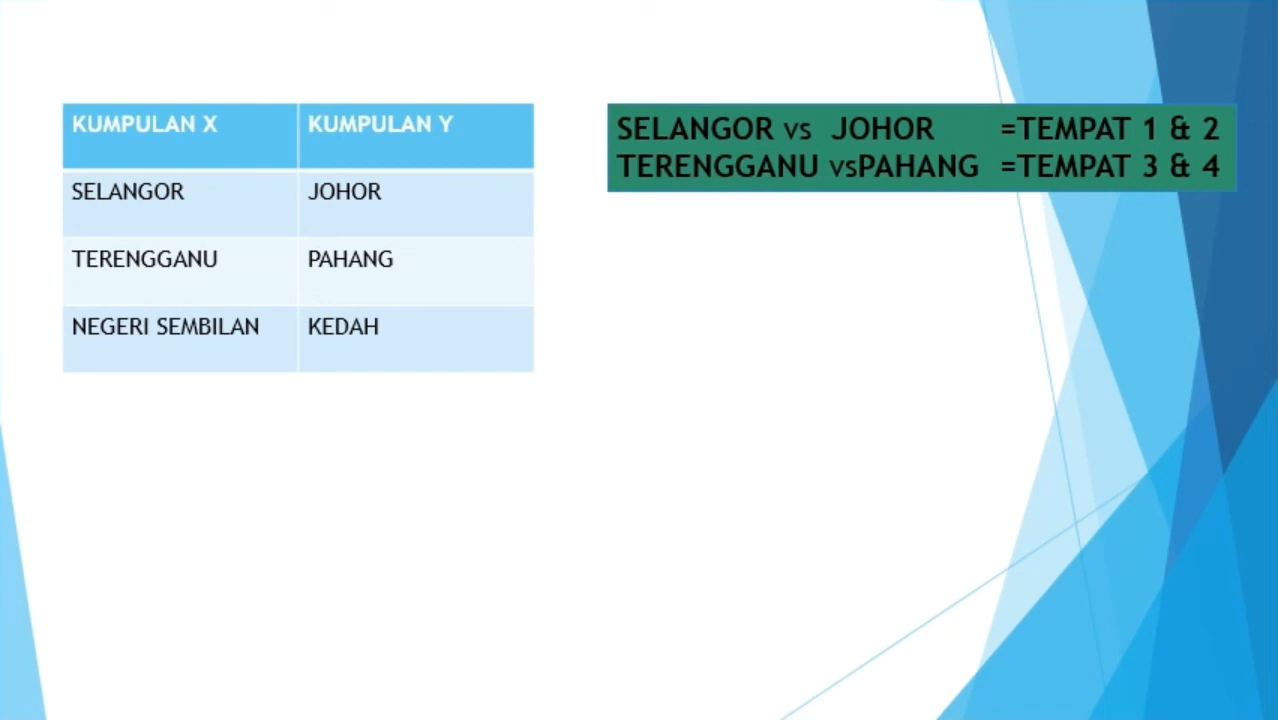 KUMPULAN X KUMPULAN Y
SELANGOR JOHOR
TERENGGANU PAHANG
NEGERI SEMBILAN KEDAH
SELANGOR vs JOHOR =TEMPAT 1 & 2
TERENGGANU vsPAHANG =TEMPAT 3 & 4